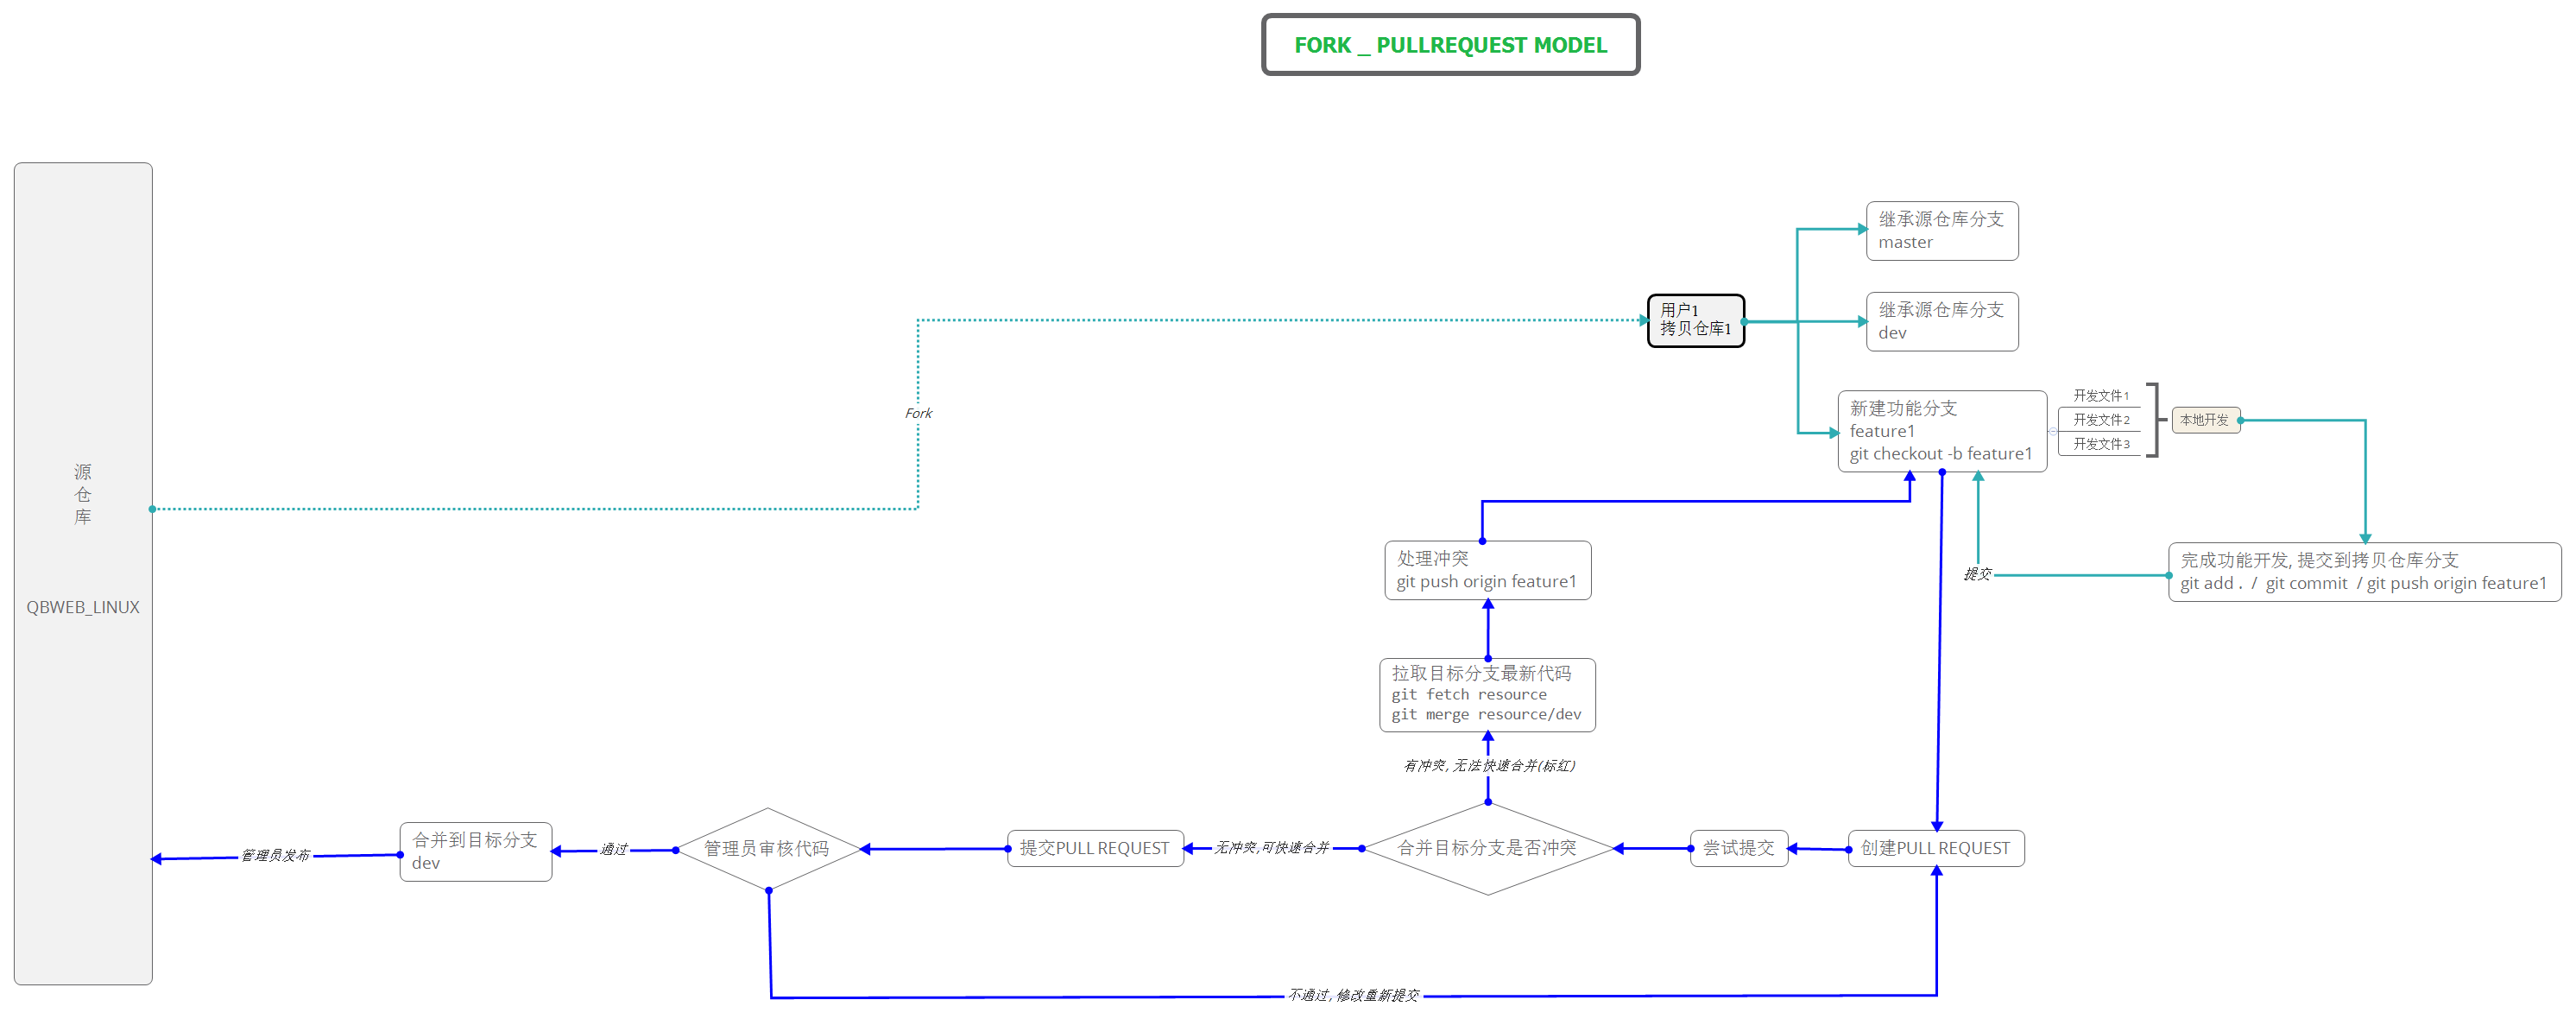 FORK _ PULLREQUEST MODEL
源
仓
库
QBWEB_LINUX
Fork
用户1
拷贝仓库1
继承源仓库分支
master
继承源仓库分支
dev
新建功能分支
feature1
git checkout -b feature1
开发文件1
开发文件2
开发文件3
本地开发
完成功能开发, 提交到拷贝仓库分支
git add .  /  git commit  / git push origin feature1
提交
处理冲突
git push origin feature1
拉取目标分支最新代码
git fetch resource
git merge resource/dev
有冲突, 无法快速合并(标红)
创建PULL REQUEST
尝试提交
合并目标分支是否冲突
无冲突,可快速合并
提交PULL REQUEST
管理员审核代码
通过
合并到目标分支
dev
管理员发布
不通过, 修改重新提交